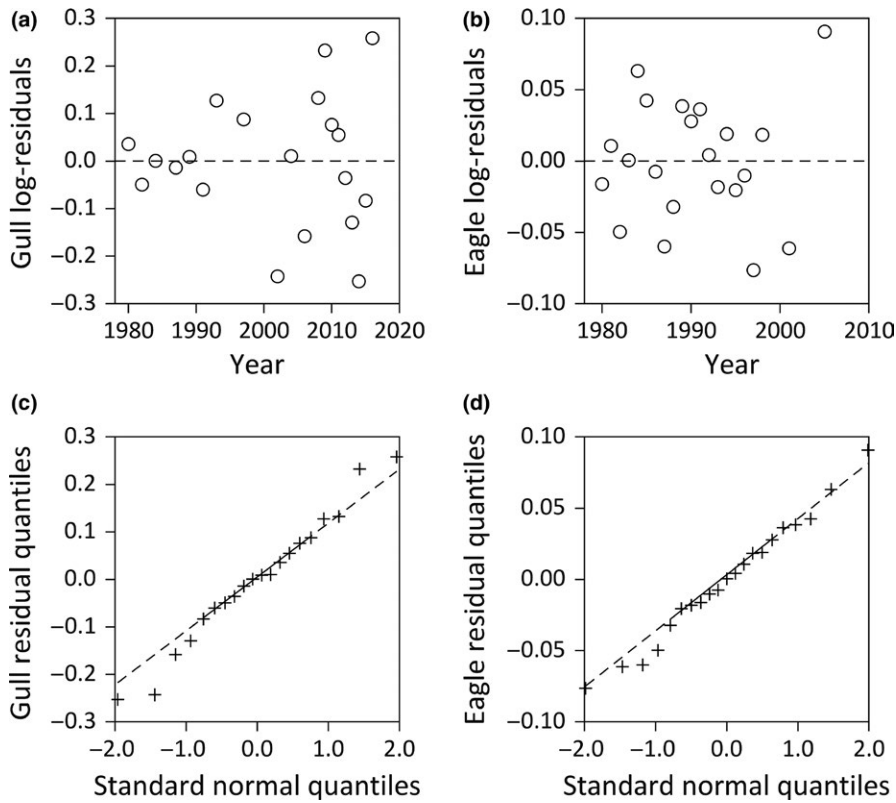 (a)
Gull log-residuals
0.3
0.2
0.1
0.0
−0.1
−0.2
−0.3
1980 1990 2000 2010 2020
Year
(b)
Eagle log-residuals
0.10
0.05
0.00
−0.05
−0.10
1980 1990 2000 2010
Year
(c)
Gull residual quantiles
0.3
0.2
0.1
0.0
−0.1
−0.2
−0.3
−2.0 −1.0 0.0 1.0 2.0
Standard normal quantiles
(d)
Eagle residual quantiles
0.10
0.05
0.00
−0.05
−0.10
−2.0 −1.0 0.0 1.0 2.0
Standard normal quantiles